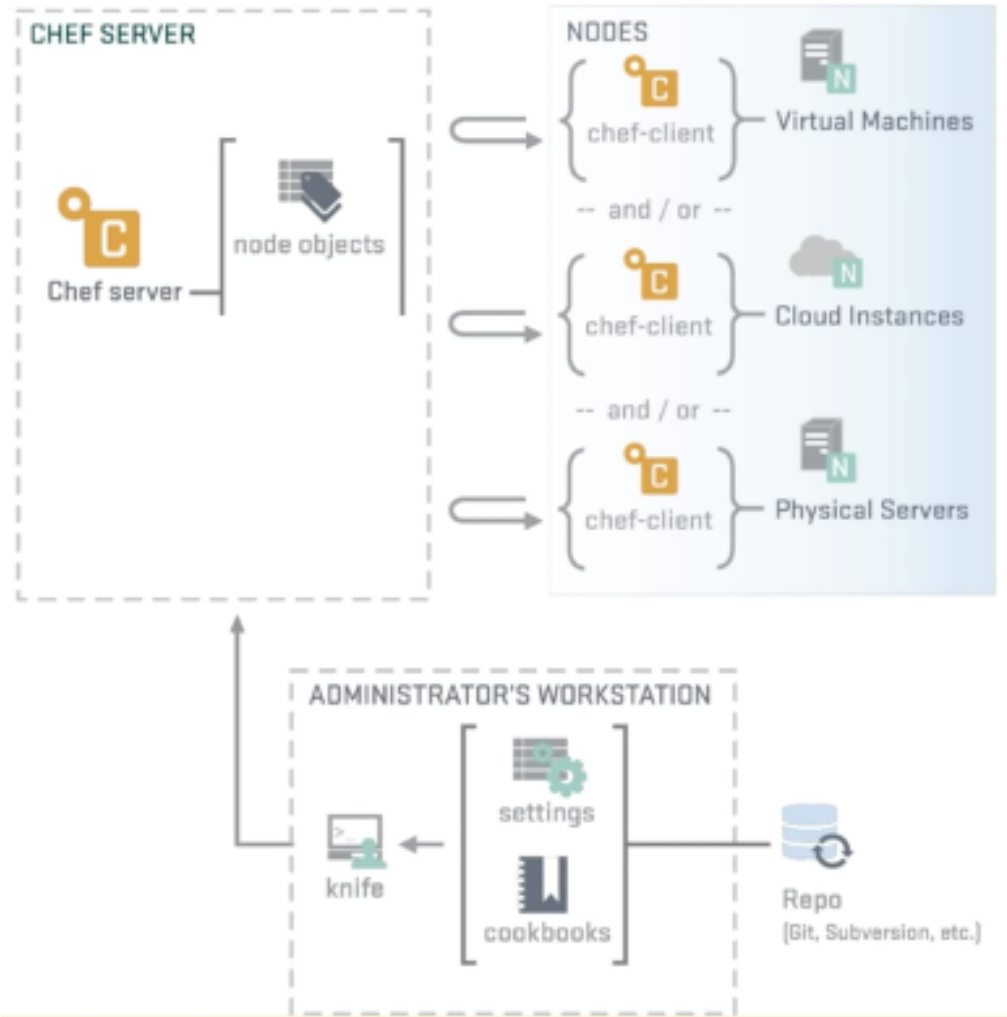 CHEF SERVER
C
Chef server
node objects
NODES
C
chef-client
N
Virtual Machines
-- and / or --
C
chef-client
N
Cloud Instances
-- and / or --
C
chef-client
N
Physical Servers
ADMINISTRATOR'S WORKSTATION
>_
knife
settings
cookbooks
Repo
(Git, Subversion, etc.)